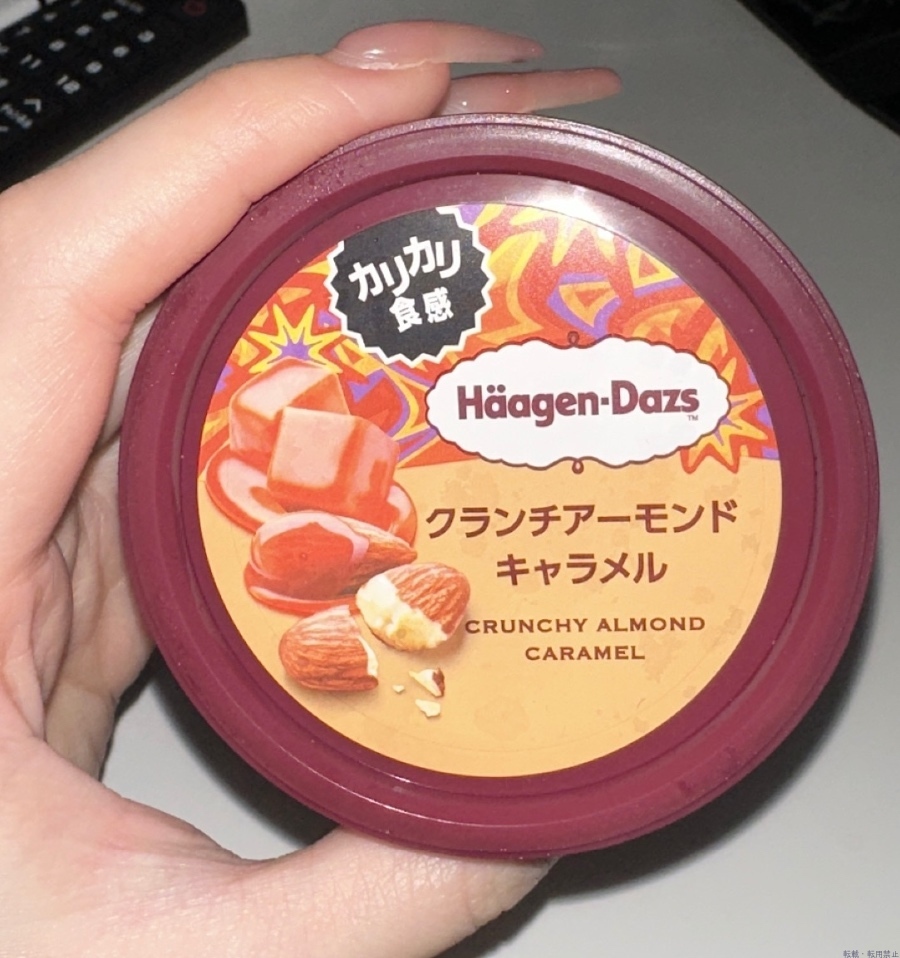 カリカリ
食感
Häagen-Dazs
TM
クランチアーモンド
キャラメル
CRUNCHY ALMOND
CARAMEL
転載・転用禁止